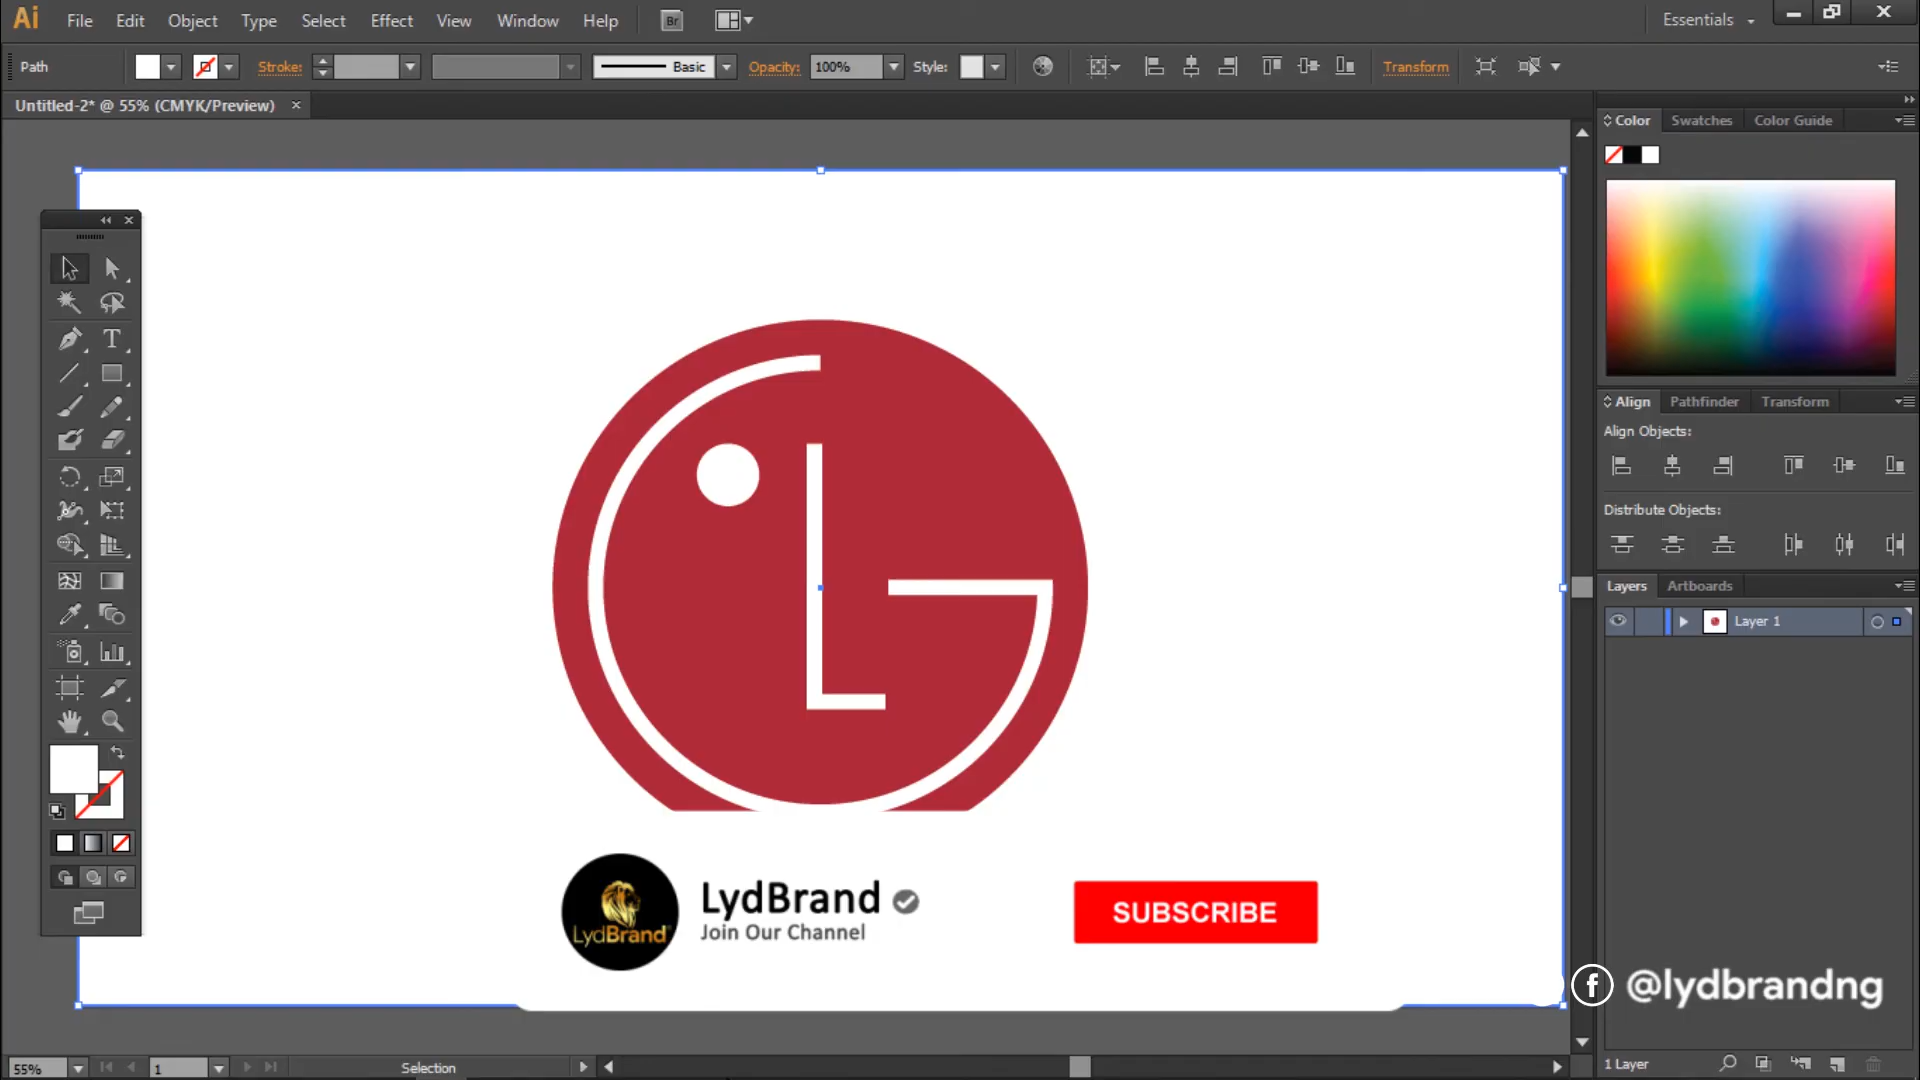 Ai File Edit Object Type Select Effect View Window Help Br Essentials
Path Stroke: Basic Opacity: 100% Style: Transform
Untitled-2* @ 55% (CMYK/Preview)
Color Swatches Color Guide
Align Pathfinder Transform
Align Objects:
Distribute Objects:
Layers Artboards
Layer 1
T
LG
LydBrand
LydBrand
Join Our Channel
SUBSCRIBE
f @lydbrandng
55% 1 Selection
1 Layer